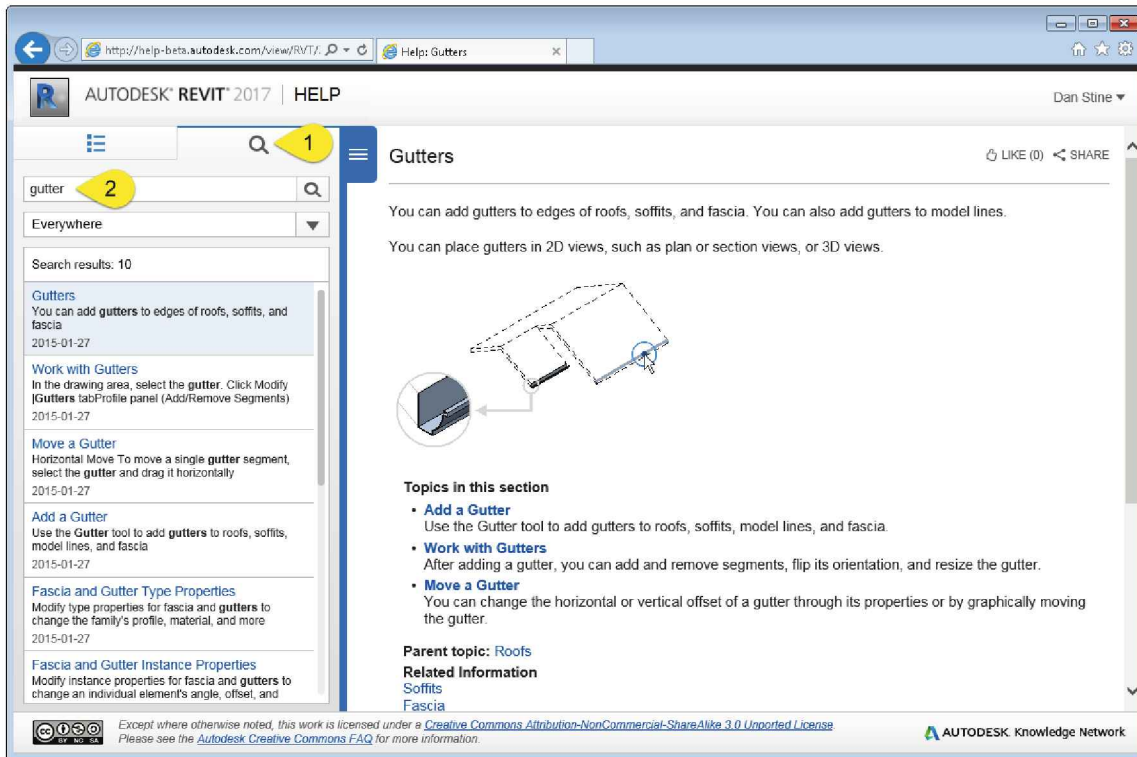 http://help-beta.autodesk.com/view/RVT/:
Help: Gutters
R
AUTODESK® REVIT® 2017 | HELP
Dan Stine
1
gutter
2
Everywhere
Search results: 10
Gutters
You can add gutters to edges of roofs, soffits, and
fascia
2015-01-27
Work with Gutters
In the drawing area, select the gutter. Click Modify
|Gutters tabProfile panel (Add/Remove Segments)
2015-01-27
Move a Gutter
Horizontal Move To move a single gutter segment,
select the gutter and drag it horizontally
2015-01-27
Add a Gutter
Use the Gutter tool to add gutters to roofs, soffits,
model lines, and fascia
2015-01-27
Fascia and Gutter Type Properties
Modify type properties for fascia and gutters to
change the family's profile, material, and more
2015-01-27
Fascia and Gutter Instance Properties
Modify instance properties for fascia and gutters to
change an individual element's angle, offset, and
Gutters
LIKE (0) SHARE
You can add gutters to edges of roofs, soffits, and fascia. You can also add gutters to model lines.
You can place gutters in 2D views, such as plan or section views, or 3D views.
Topics in this section
• Add a Gutter
Use the Gutter tool to add gutters to roofs, soffits, model lines, and fascia.
• Work with Gutters
After adding a gutter, you can add and remove segments, flip its orientation, and resize the gutter.
• Move a Gutter
You can change the horizontal or vertical offset of a gutter through its properties or by graphically moving
the gutter.
Parent topic: Roofs
Related Information
Soffits
Fascia
cc
BY NC SA
Except where otherwise noted, this work is licensed under a Creative Commons Attribution-NonCommercial-ShareAlike 3.0 Unported License.
Please see the Autodesk Creative Commons FAQ for more information.
AUTODESK. Knowledge Network